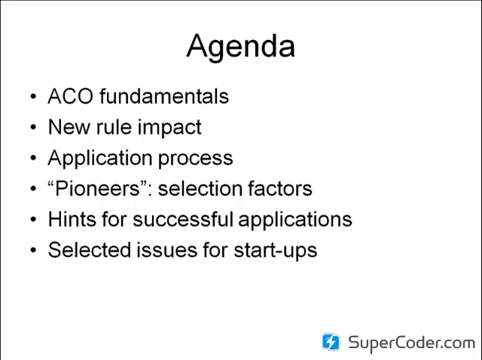 Agenda
• ACO fundamentals
• New rule impact
• Application process
• “Pioneers”: selection factors
• Hints for successful applications
• Selected issues for start-ups
SuperCoder.com